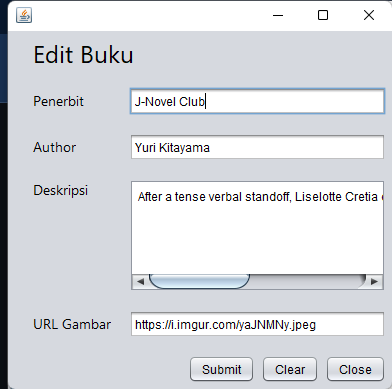 Edit Buku
Penerbit
J-Novel Club
Author
Yuri Kitayama
Deskripsi
After a tense verbal standoff, Liselotte Cretia
URL Gambar
https://i.imgur.com/yaJNMNy.jpeg
Submit Clear Close